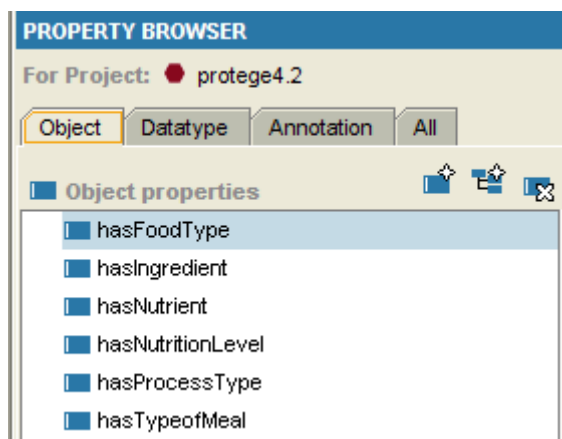 PROPERTY BROWSER
For Project: protege4.2
Object Datatype Annotation All
Object properties
hasFoodType
hasIngredient
hasNutrient
hasNutritionLevel
hasProcessType
hasTypeofMeal